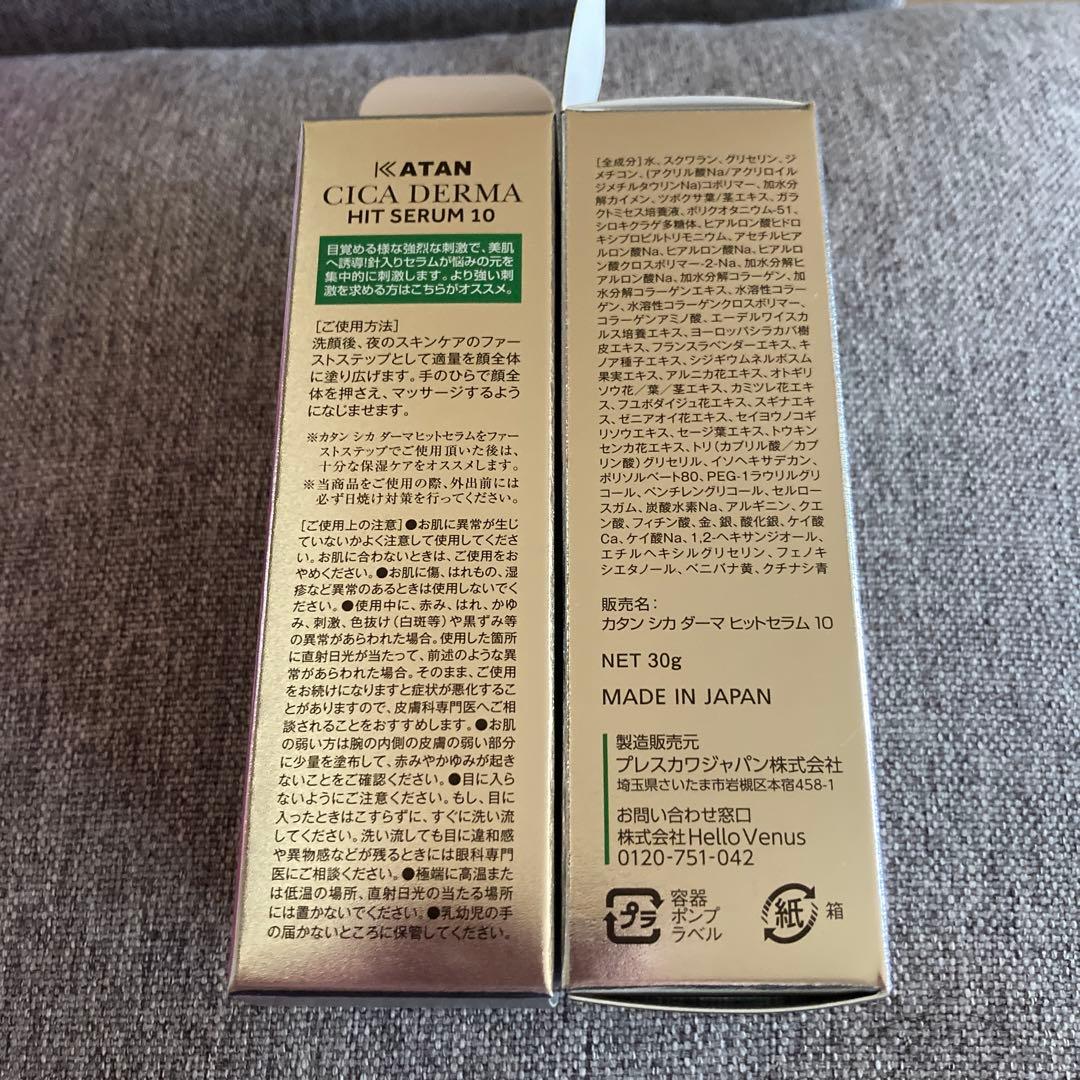 KATAN
CICA DERMA
HIT SERUM 10
目覚める様な強烈な刺激で、美肌
へ誘導!針入りセラムが悩みの元を
集中的に刺激します。より強い刺
激を求める方はこちらがオススメ。
[ご使用方法]
洗顔後、夜のスキンケアのファー
ストステップとして適量を顔全体
に塗り広げます。手のひらで顔全
体を押さえ、マッサージするよう
になじませます。
※カタン シカ ダーマヒットセラムをファー
ストステップでご使用頂いた後は、
十分な保湿ケアをオススメします。
※当商品をご使用の際、外出前には
必ず日焼け対策を行ってください。
[ご使用上の注意]●お肌に異常が生じ
ていないかよく注意して使用してくださ
い。お肌に合わないときは、ご使用をお
やめください。●お肌に傷、はれもの、湿
疹など異常のあるときは使用しないでく
ださい。●使用中に、赤み、はれ、かゆ
み、刺激、色抜け(白斑等)や黒ずみ等
の異常があらわれた場合。使用した箇所
に直射日光が当たって、前述のような異
常があらわれた場合。そのまま、ご使用
をお続けになりますと症状が悪化するこ
とがありますので、皮膚科専門医へご相
談されることをおすすめします。●お肌
の弱い方は腕の内側の皮膚の弱い部分
に少量を塗布して、赤みやかゆみが起き
ないことをご確認ください。●目に入ら
ないようにご注意ください。もし、目に
入ったときはこすらずに、すぐに洗い流
してください。洗い流しても目に違和感
や異物感などが残るときには眼科専門
医にご相談ください。●極端に高温また
は低温の場所、直射日光の当たる場所
には置かないでください。●乳幼児の手
の届かないところに保管してください。
[全成分]水、スクワラン、グリセリン、ジ
メチコン、(アクリル酸Na/アクリロイル
ジメチルタウリンNa)コポリマー、加水分
解カイメン、ツボクサ葉/茎エキス、ガラ
クトミセス培養液、ポリクオタニウム-51、
シロキクラゲ多糖体、ヒアルロン酸ヒドロ
キシプロピルトリモニウム、アセチルヒア
ルロン酸Na、ヒアルロン酸Na、ヒアルロ
ン酸クロスポリマー-2-Na、加水分解ヒ
アルロン酸Na、加水分解コラーゲン、加
水分解コラーゲンエキス、水溶性コラー
ゲン、水溶性コラーゲンクロスポリマー、
コラーゲンアミノ酸、エーデルワイスカ
ルス培養エキス、ヨーロッパシラカバ樹
皮エキス、フランスラベンダーエキス、キ
ノア種子エキス、シジギウムネルボスム
果実エキス、アルニカ花エキス、オトギリ
ソウ花/葉/茎エキス、カミツレ花エキ
ス、フユボダイジュ花エキス、スギナエキ
ス、ゼニアオイ花エキス、セイヨウノコギ
リソウエキス、セージ葉エキス、トウキン
センカ花エキス、トリ(カプリル酸/カプ
リン酸)グリセリル、イソヘキサデカン、
ポリソルベート80、PEG-1ラウリルグリ
コール、ペンチレングリコール、セルロー
スガム、炭酸水素Na、アルギニン、クエ
ン酸、フィチン酸、金、銀、酸化銀、ケイ酸
Ca、ケイ酸Na、1,2-ヘキサンジオール、
エチルヘキシルグリセリン、フェノキ
シエタノール、ベニバナ黄、クチナシ青
販売名:
カタン シカ ダーマ ヒットセラム 10
NET 30g
MADE IN JAPAN
製造販売元
プレスカワジャパン株式会社
埼玉県さいたま市岩槻区本宿458-1
お問い合わせ窓口
株式会社Hello Venus
0120-751-042
プラ
容器
ポンプ
ラベル
紙
箱